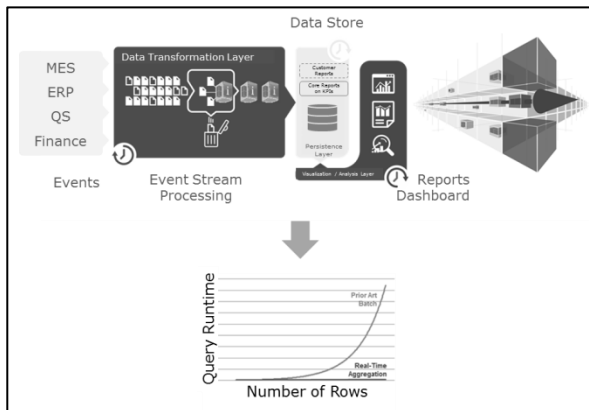 Data Store
MES
ERP
QS
Finance
Events
Data Transformation Layer
Event Stream
Processing
Customer
Reports
Core Reports
on KPIs
Persistence
Layer
Visualisation / Analysis Layer
Reports
Dashboard
Query Runtime
Prior Art
Batch
Real-Time
Aggregation
Number of Rows